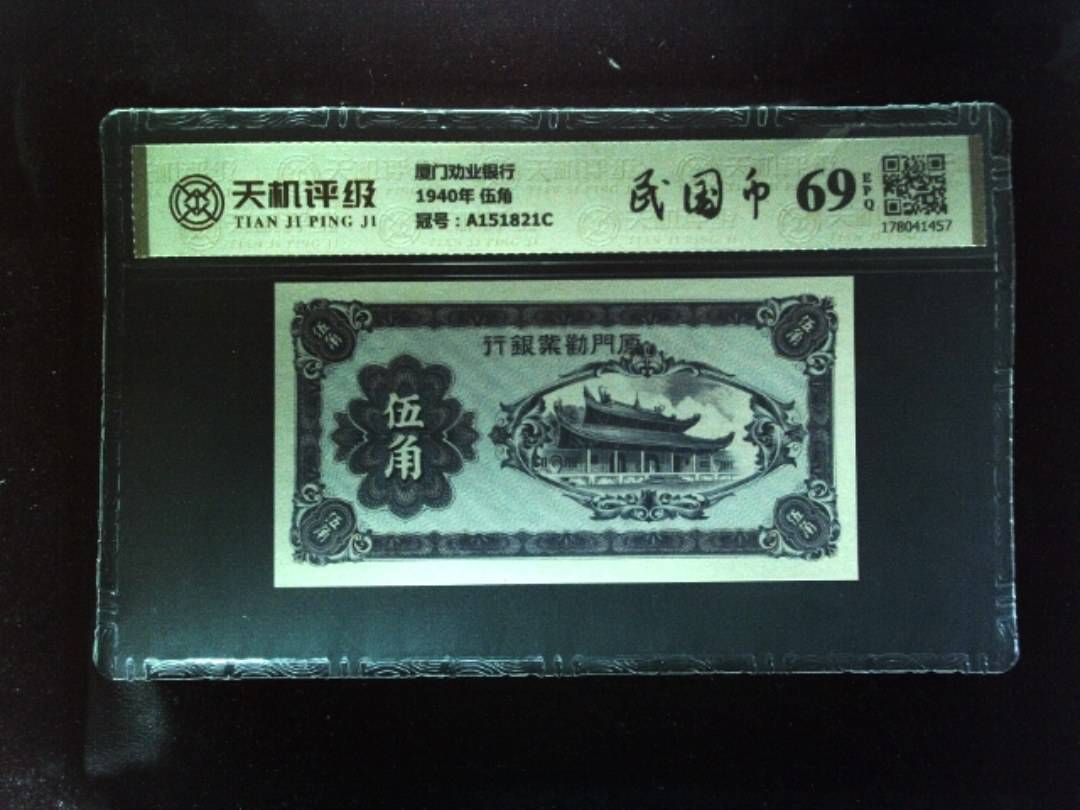 天机评级
TIAN JI PING JI
厦门劝业银行
1940年 伍角
冠号：A151821C
民国币
69
EPQ
178041457
行銀業勸門厦
伍角
伍角
伍角
伍角
伍角